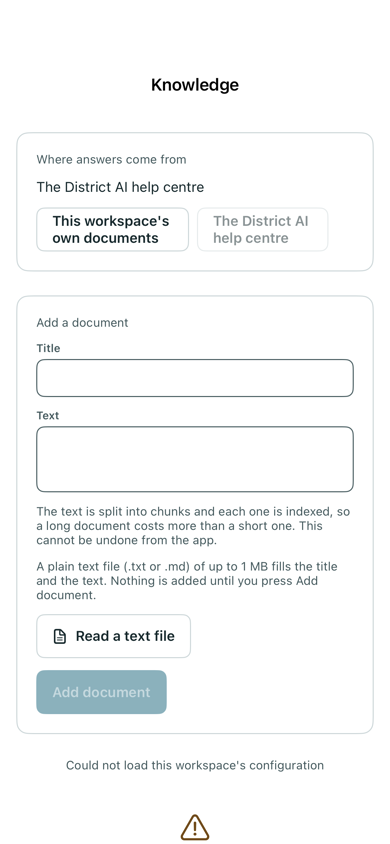 Knowledge
Where answers come from
The District AI help centre
This workspace's
own documents
The District AI
help centre
Add a document
Title
Text
The text is split into chunks and each one is indexed, so
a long document costs more than a short one. This
cannot be undone from the app.
A plain text file (.txt or .md) of up to 1 MB fills the title
and the text. Nothing is added until you press Add
document.
Read a text file
Add document
Could not load this workspace's configuration